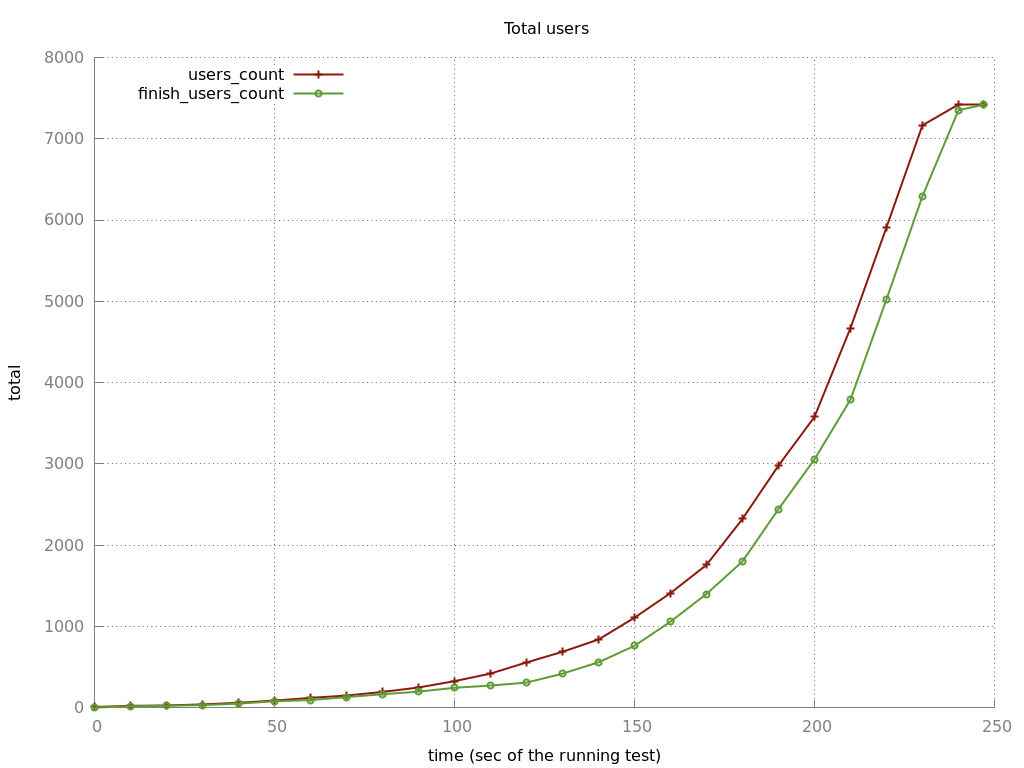 Total users
users_count
finish_users_count
8000
7000
6000
5000
4000
3000
2000
1000
0
total
0 50 100 150 200 250
time (sec of the running test)